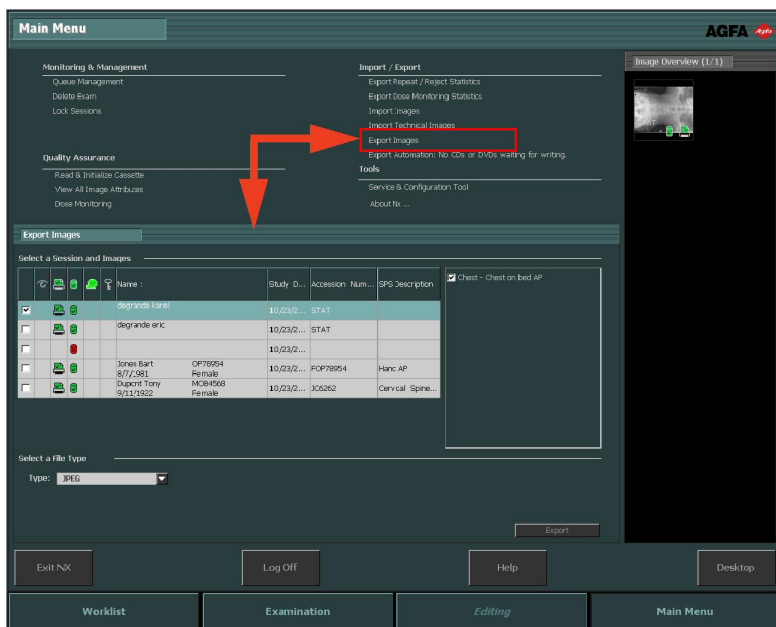 Main Menu
AGFA
Monitoring & Management
Queue Management
Delete Exam
Lock Sessions
Quality Assurance
Read & Initialize Cassette
View All Image Attributes
Dose Monitoring
Import / Export
Export Repeat / Reject Statistics
Export Dose Monitoring Statistics
Import Images
Import Technical Images
Export Images
Export Automation: No CDs or DVDs waiting for writing.
Tools
Service & Configuration Tool
About Nx ...
Image Overview (1/1)
STAT
Export Images
Select a Session and Images
Name : Study D... Accession Num... SPS Description
degrande karel 10/23/2... STAT
degrande eric 10/23/2... STAT
10/23/2...
Jones Bart OP78954 10/23/2... FOP78954 Hand AP
8/7/1981 Female
Dupont Tony MOB4568 10/23/2... JO6262 Cervical Spine...
9/11/1922 Female
Chest - Chest on bed AP
Select a File Type
Type: JPEG
Export
Exit NX
Log Off
Help
Desktop
Worklist
Examination
Editing
Main Menu